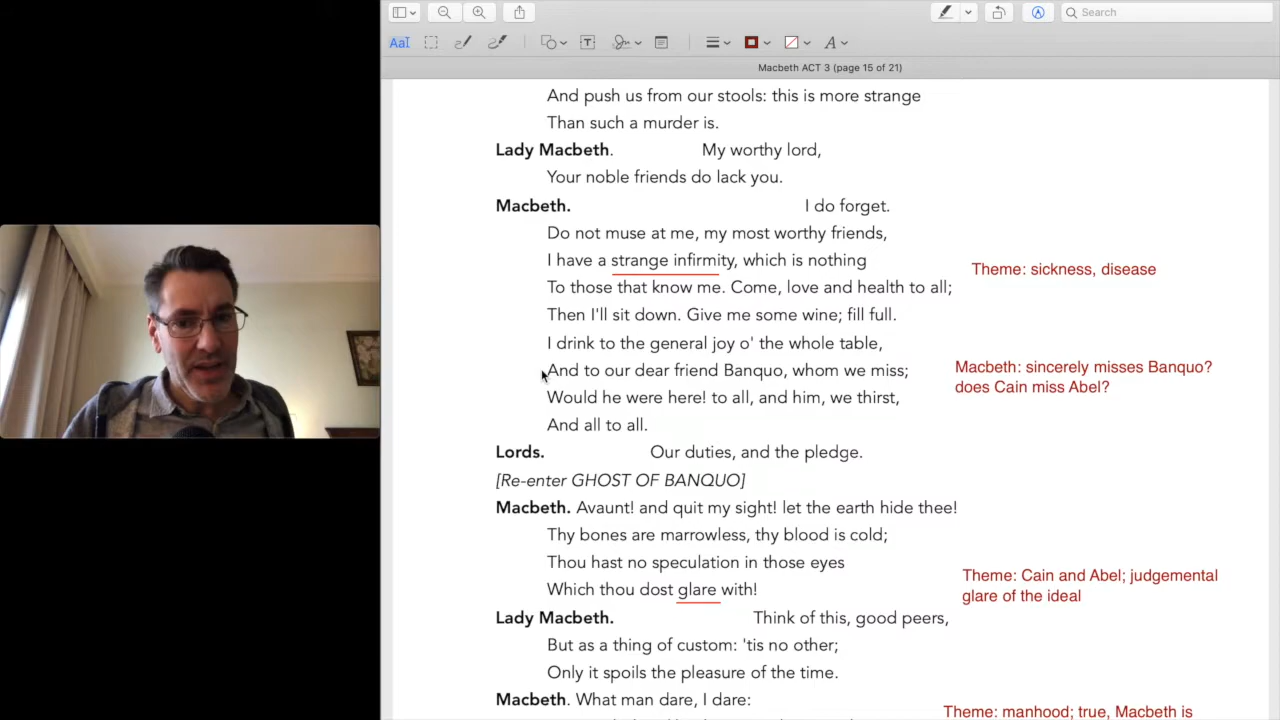 Search
AaI
T
A
Macbeth ACT 3 (page 15 of 21)
And push us from our stools: this is more strange
Than such a murder is.
Lady Macbeth. My worthy lord,
Your noble friends do lack you.
Macbeth. I do forget.
Do not muse at me, my most worthy friends,
I have a strange infirmity, which is nothing
Theme: sickness, disease
To those that know me. Come, love and health to all;
Then I'll sit down. Give me some wine; fill full.
I drink to the general joy o' the whole table,
And to our dear friend Banquo, whom we miss;
Macbeth: sincerely misses Banquo?
does Cain miss Abel?
Would he were here! to all, and him, we thirst,
And all to all.
Lords. Our duties, and the pledge.
[Re-enter GHOST OF BANQUO]
Macbeth. Avaunt! and quit my sight! let the earth hide thee!
Thy bones are marrowless, thy blood is cold;
Thou hast no speculation in those eyes
Which thou dost glare with!
Theme: Cain and Abel; judgemental
glare of the ideal
Lady Macbeth. Think of this, good peers,
But as a thing of custom: 'tis no other;
Only it spoils the pleasure of the time.
Macbeth. What man dare, I dare:
Theme: manhood; true, Macbeth is